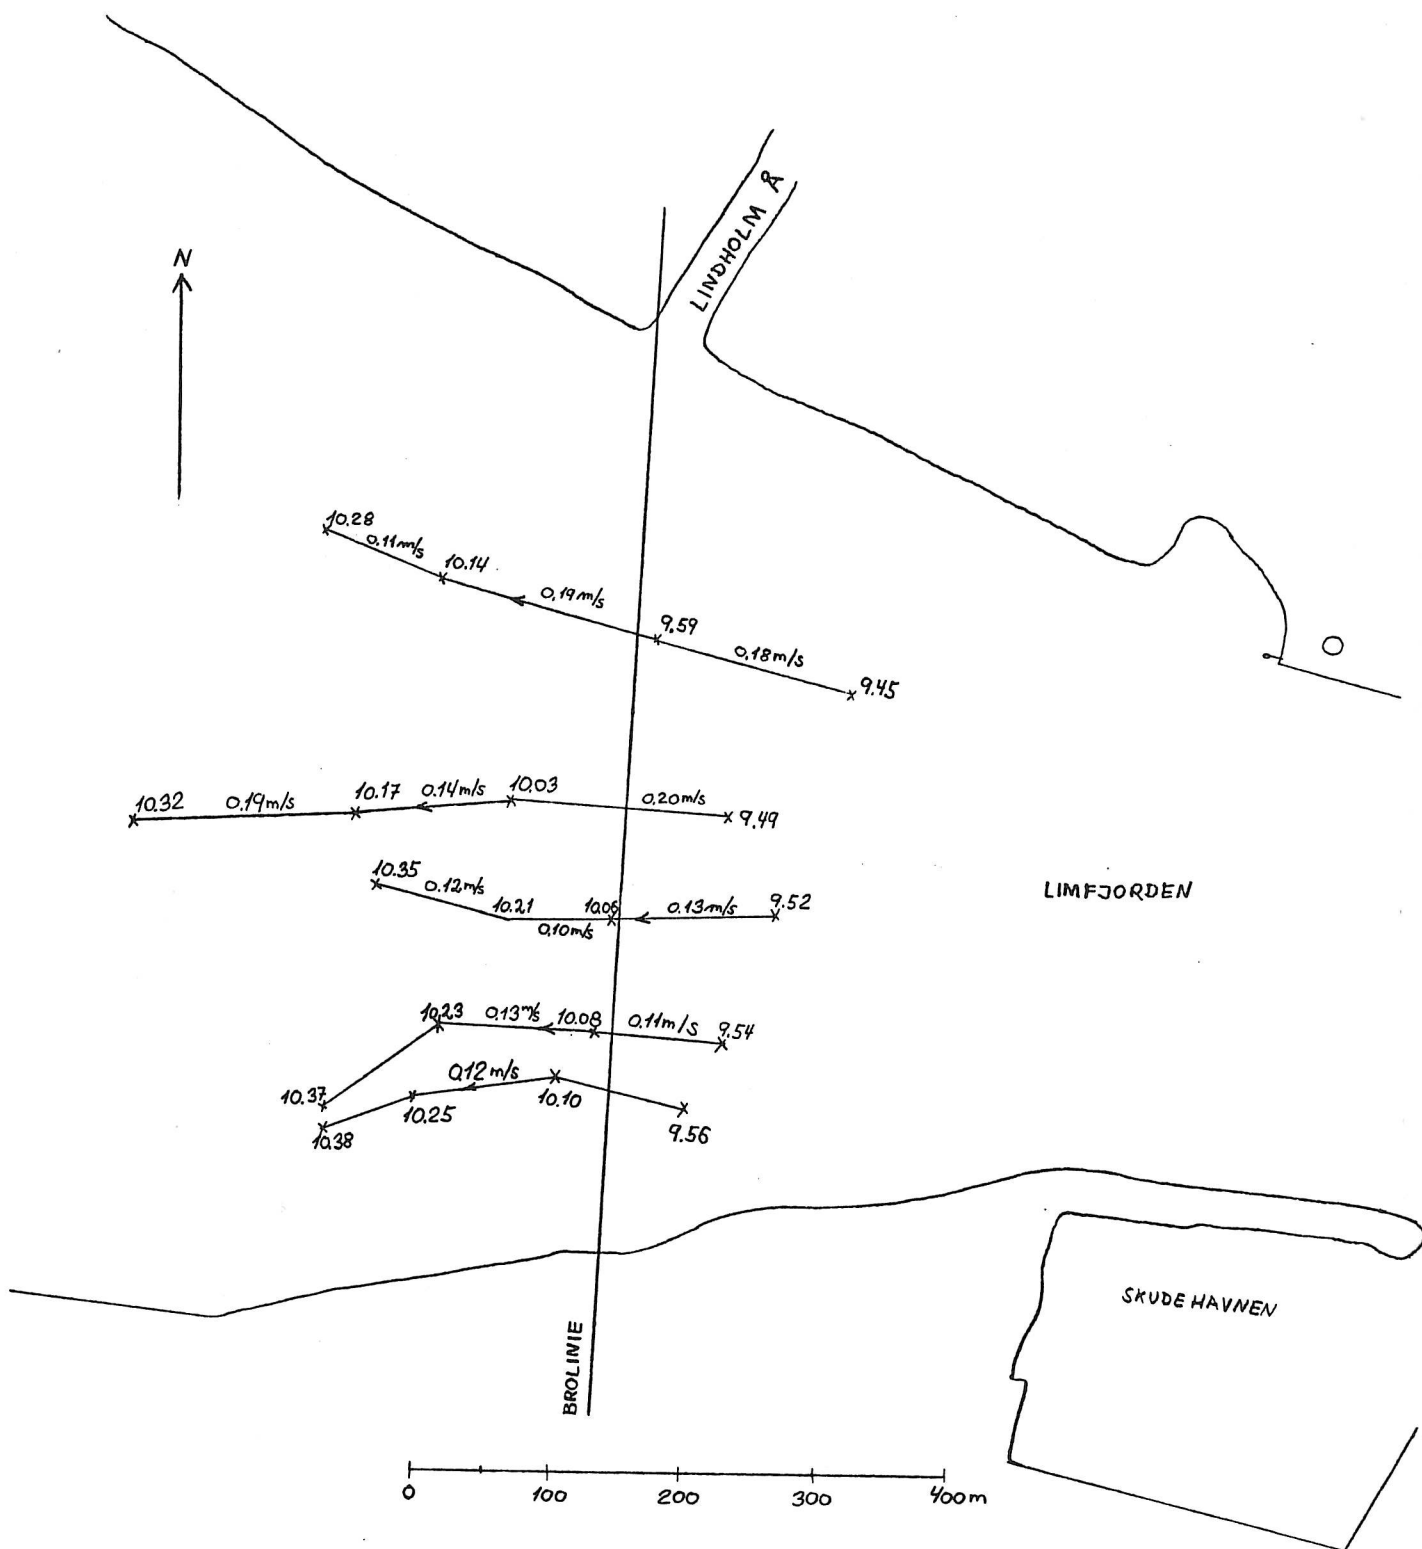 LINDHOLM Å
N
10.28
0.11m/s
10.14
0.19m/s
9.59
0.18m/s
9.45
10.32
0.19m/s
10.17
0.14m/s
10.03
0.20m/s
9.49
10.35
0.12m/s
10.21
0.10m/s
10.06
0.13m/s
9.52
LIMFJORDEN
10.23
0.13m/s
10.08
0.11m/s
9.54
10.37
0.12m/s
10.38
10.25
10.10
9.56
SKUDEHAVNEN
BROLINIE
0 100 200 300 400m